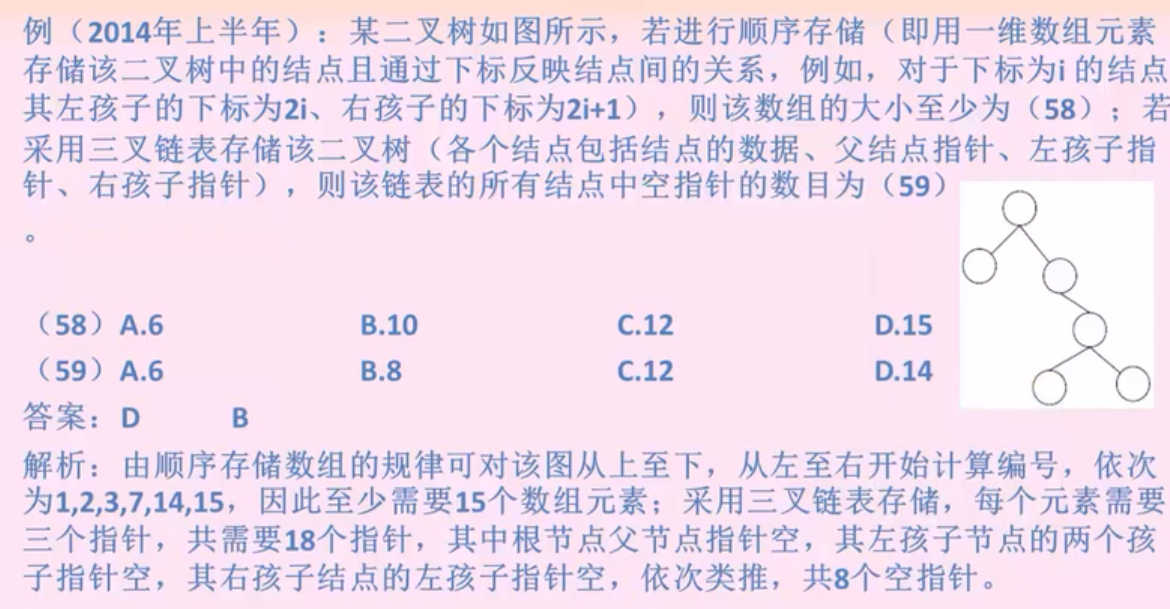 例（2014年上半年）：某二叉树如图所示，若进行顺序存储（即用一维数组元素
存储该二叉树中的结点且通过下标反映结点间的关系，例如，对于下标为i 的结点
其左孩子的下标为2i、右孩子的下标为2i+1），则该数组的大小至少为（58）；若
采用三叉链表存储该二叉树（各个结点包括结点的数据、父结点指针、左孩子指
针、右孩子指针），则该链表的所有结点中空指针的数目为（59）
。
（58）A.6 B.10 C.12 D.15
（59）A.6 B.8 C.12 D.14
答案：D B
解析：由顺序存储数组的规律可对该图从上至下，从左至右开始计算编号，依次
为1,2,3,7,14,15，因此至少需要15个数组元素；采用三叉链表存储，每个元素需要
三个指针，共需要18个指针，其中根节点父节点指针空，其左孩子节点的两个孩
子指针空，其右孩子结点的左孩子指针空，依次类推，共8个空指针。